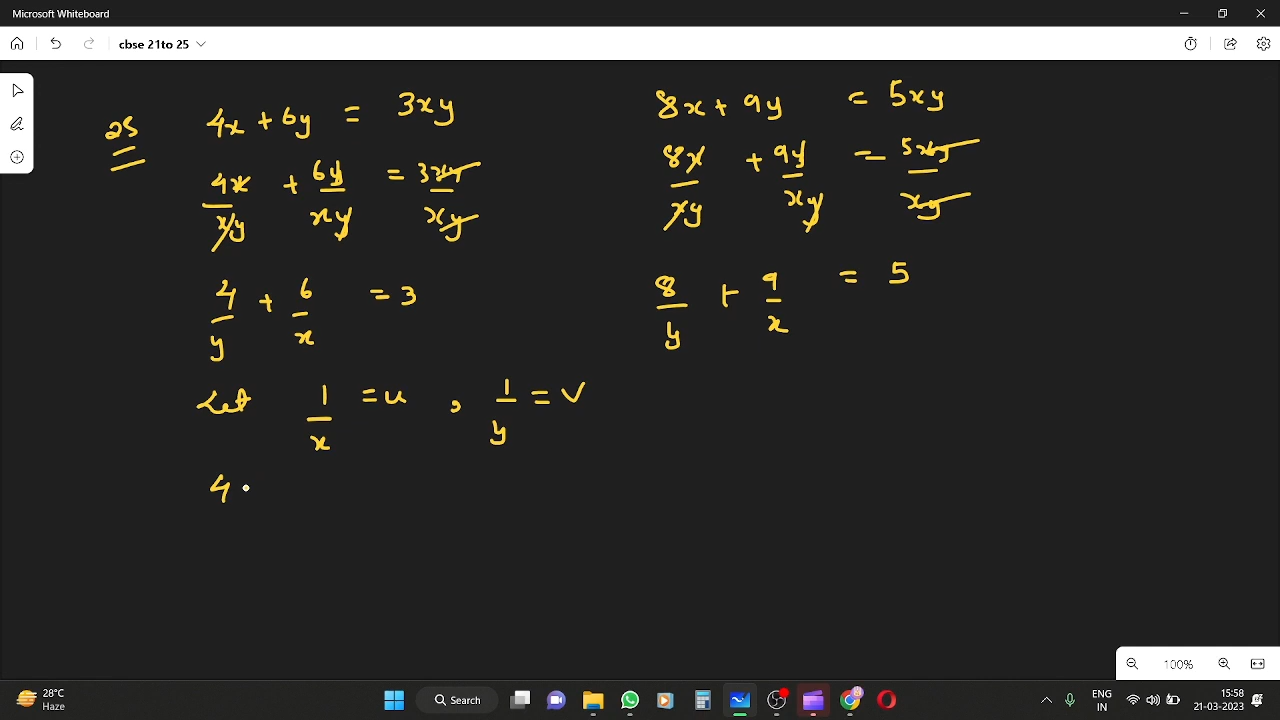 Microsoft Whiteboard
cbse 21to 25
25
4x + 6y = 3xy
4x/xy + 6y/xy = 3xy/xy
4/y + 6/x = 3
8x + 9y = 5xy
8x/xy + 9y/xy = 5xy/xy
8/y + 9/x = 5
Let 1/x = u , 1/y = v
4
100%
28°C
Haze
Search
ENG
IN
15:58
21-03-2023